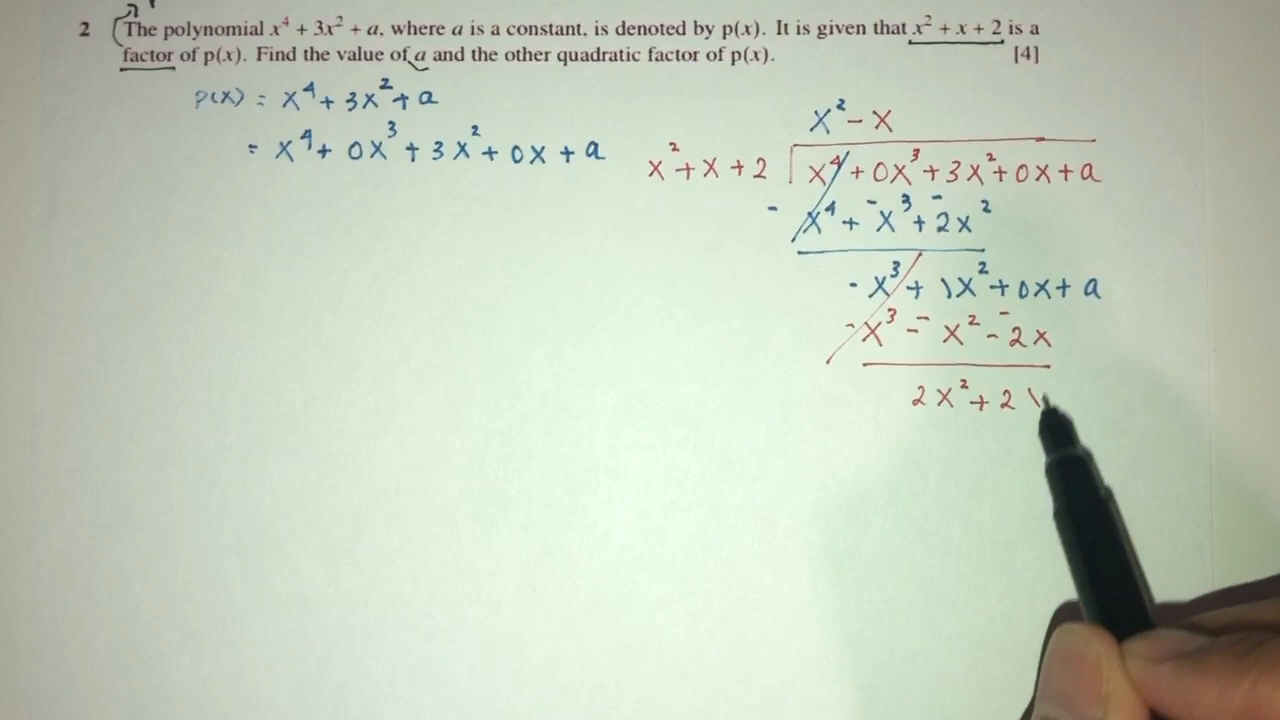 2 The polynomial x⁴ + 3x² + a, where a is a constant, is denoted by p(x). It is given that x² + x + 2 is a
factor of p(x). Find the value of a and the other quadratic factor of p(x). [4]
P(x) = x⁴ + 3x² + a
= x⁴ + 0x³ + 3x² + 0x + a
x² - x
x² + x + 2 x⁴ + 0x³ + 3x² + 0x + a
- x⁴ + - x³ + - 2x²
- x³ + 1x² + 0x + a
- x³ - - x² - - 2x
2x² + 2